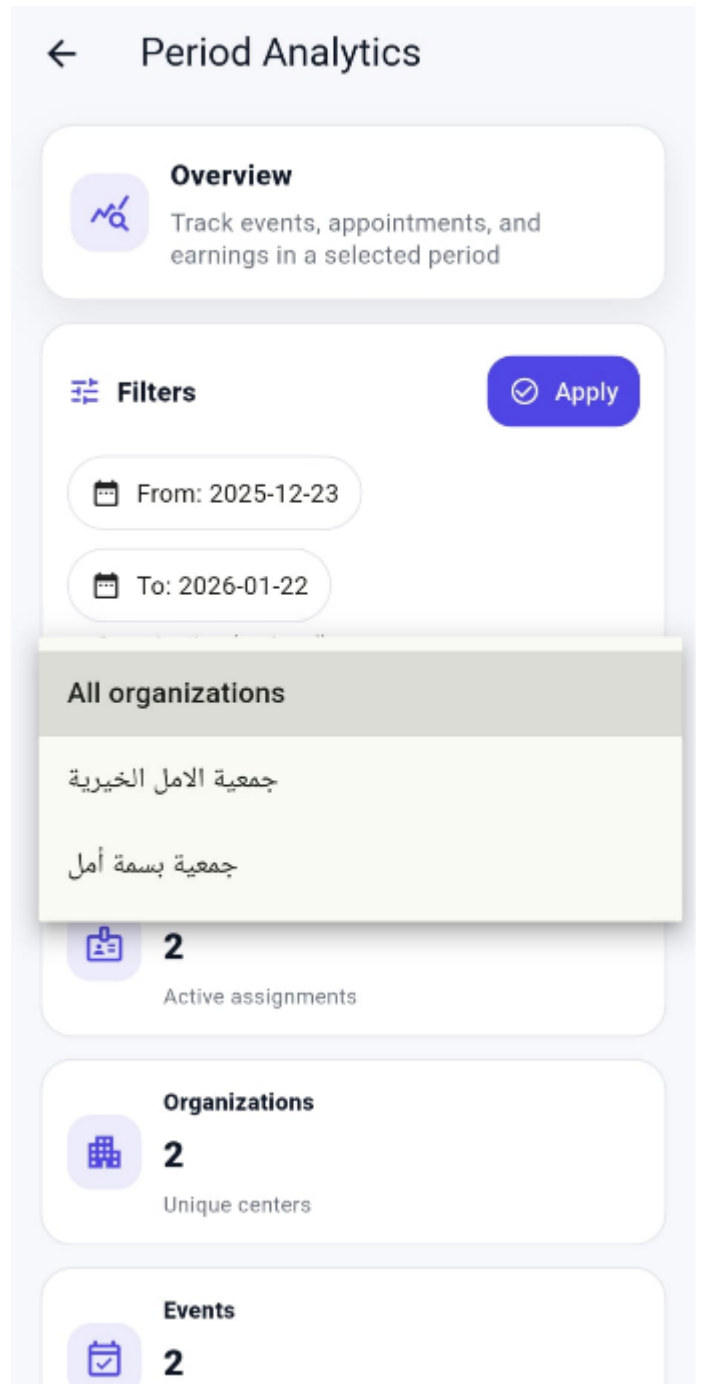 Period Analytics
Overview
Track events, appointments, and
earnings in a selected period
Filters
Apply
From: 2025-12-23
To: 2026-01-22
All organizations
جمعية الامل الخيرية
جمعية بسمة أمل
2
Active assignments
Organizations
2
Unique centers
Events
2